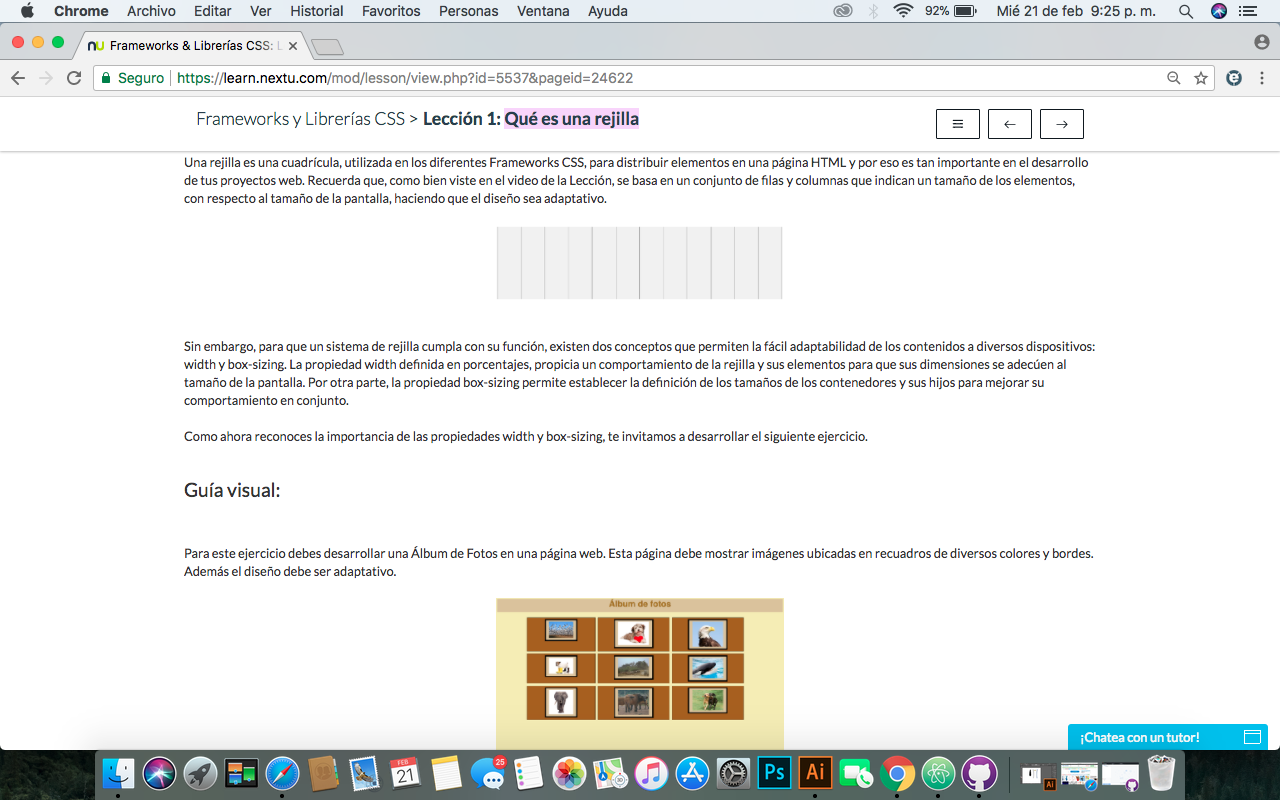 Chrome Archivo Editar Ver Historial Favoritos Personas Ventana Ayuda 92% Mié 21 de feb 9:25 p. m.
Frameworks & Librerías CSS: L
Seguro https://learn.nextu.com/mod/lesson/view.php?id=5537&pageid=24622
Frameworks y Librerías CSS > Lección 1: Qué es una rejilla
Una rejilla es una cuadrícula, utilizada en los diferentes Frameworks CSS, para distribuir elementos en una página HTML y por eso es tan importante en el desarrollo
de tus proyectos web. Recuerda que, como bien viste en el video de la Lección, se basa en un conjunto de filas y columnas que indican un tamaño de los elementos,
con respecto al tamaño de la pantalla, haciendo que el diseño sea adaptativo.
Sin embargo, para que un sistema de rejilla cumpla con su función, existen dos conceptos que permiten la fácil adaptabilidad de los contenidos a diversos dispositivos:
width y box-sizing. La propiedad width definida en porcentajes, propicia un comportamiento de la rejilla y sus elementos para que sus dimensiones se adecúen al
tamaño de la pantalla. Por otra parte, la propiedad box-sizing permite establecer la definición de los tamaños de los contenedores y sus hijos para mejorar su
comportamiento en conjunto.
Como ahora reconoces la importancia de las propiedades width y box-sizing, te invitamos a desarrollar el siguiente ejercicio.
Guía visual:
Para este ejercicio debes desarrollar una Álbum de Fotos en una página web. Esta página debe mostrar imágenes ubicadas en recuadros de diversos colores y bordes.
Además el diseño debe ser adaptativo.
Álbum de fotos
¡Chatea con un tutor!
FEB
21
25
Ps
Ai